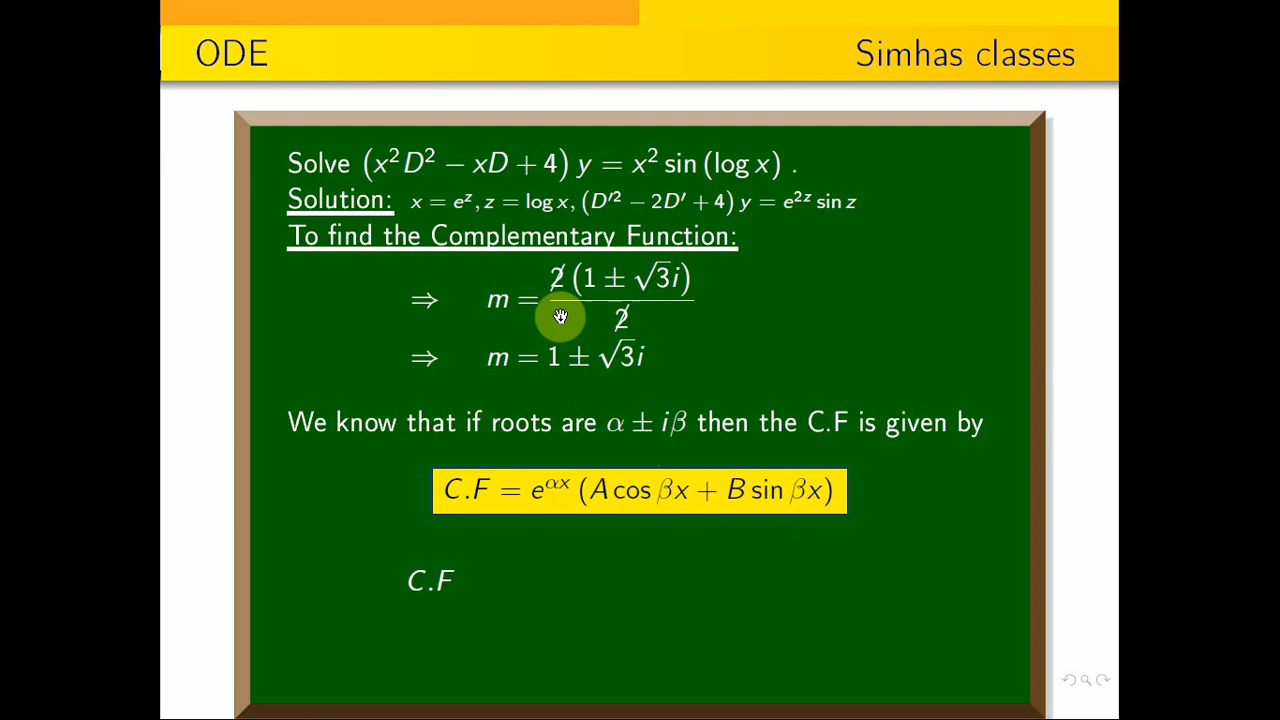 ODE Simhas classes
Solve (x²D² − xD + 4) y = x² sin (log x) .
Solution: x = eᶻ, z = log x, (D′² − 2D′ + 4) y = e²ᶻ sin z
To find the Complementary Function:
⇒ m = 2 (1 ± √3i) / 2
⇒ m = 1 ± √3i
We know that if roots are α ± iβ then the C.F is given by
C.F = e^{αx} (A cos βx + B sin βx)
C.F